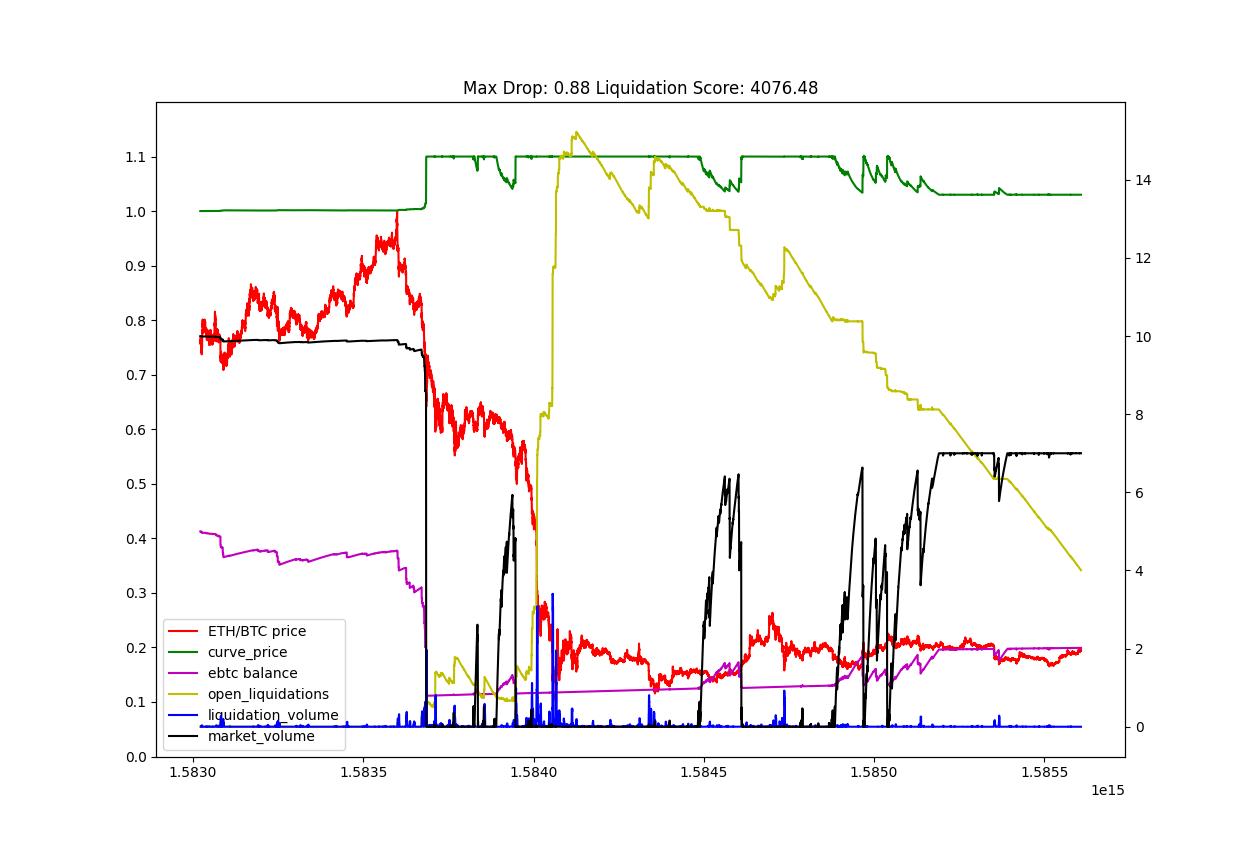 Max Drop: 0.88 Liquidation Score: 4076.48
1.1
1.0
0.9
0.8
0.7
0.6
0.5
0.4
0.3
0.2
0.1
0.0
14
12
10
8
6
4
2
0
ETH/BTC price
curve_price
ebtc balance
open_liquidations
liquidation_volume
market_volume
1.5830 1.5835 1.5840 1.5845 1.5850 1.5855
1e15